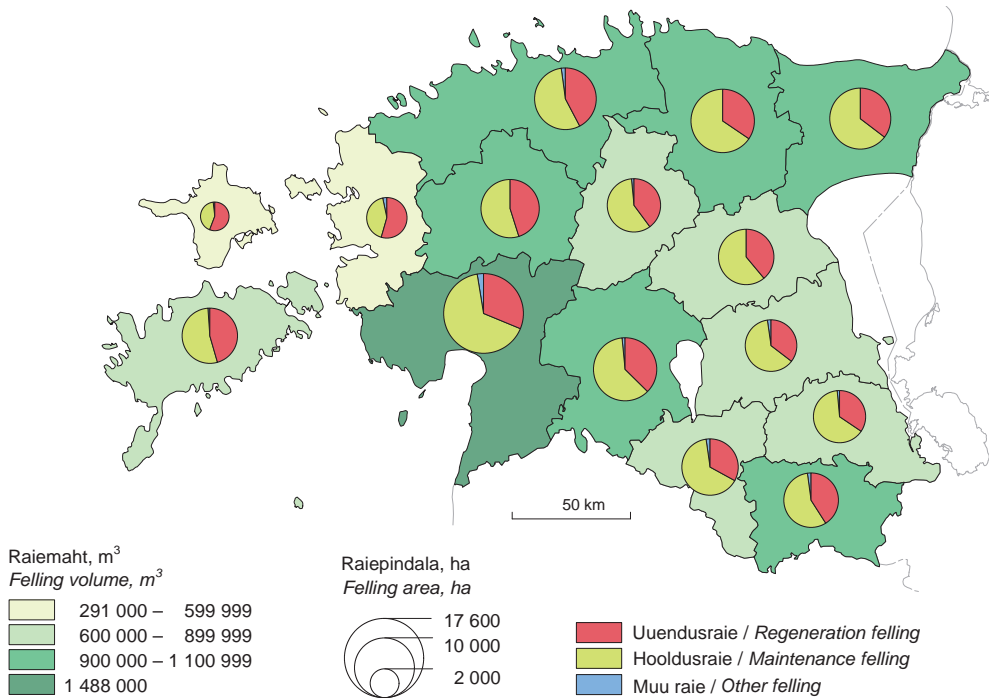 50 km
Raiemaht, m³
Felling volume, m³
291 000 – 599 999
600 000 – 899 999
900 000 – 1 100 999
1 488 000
Raiepindala, ha
Felling area, ha
17 600
10 000
2 000
Uuendusraie / Regeneration felling
Hooldusraie / Maintenance felling
Muu raie / Other felling